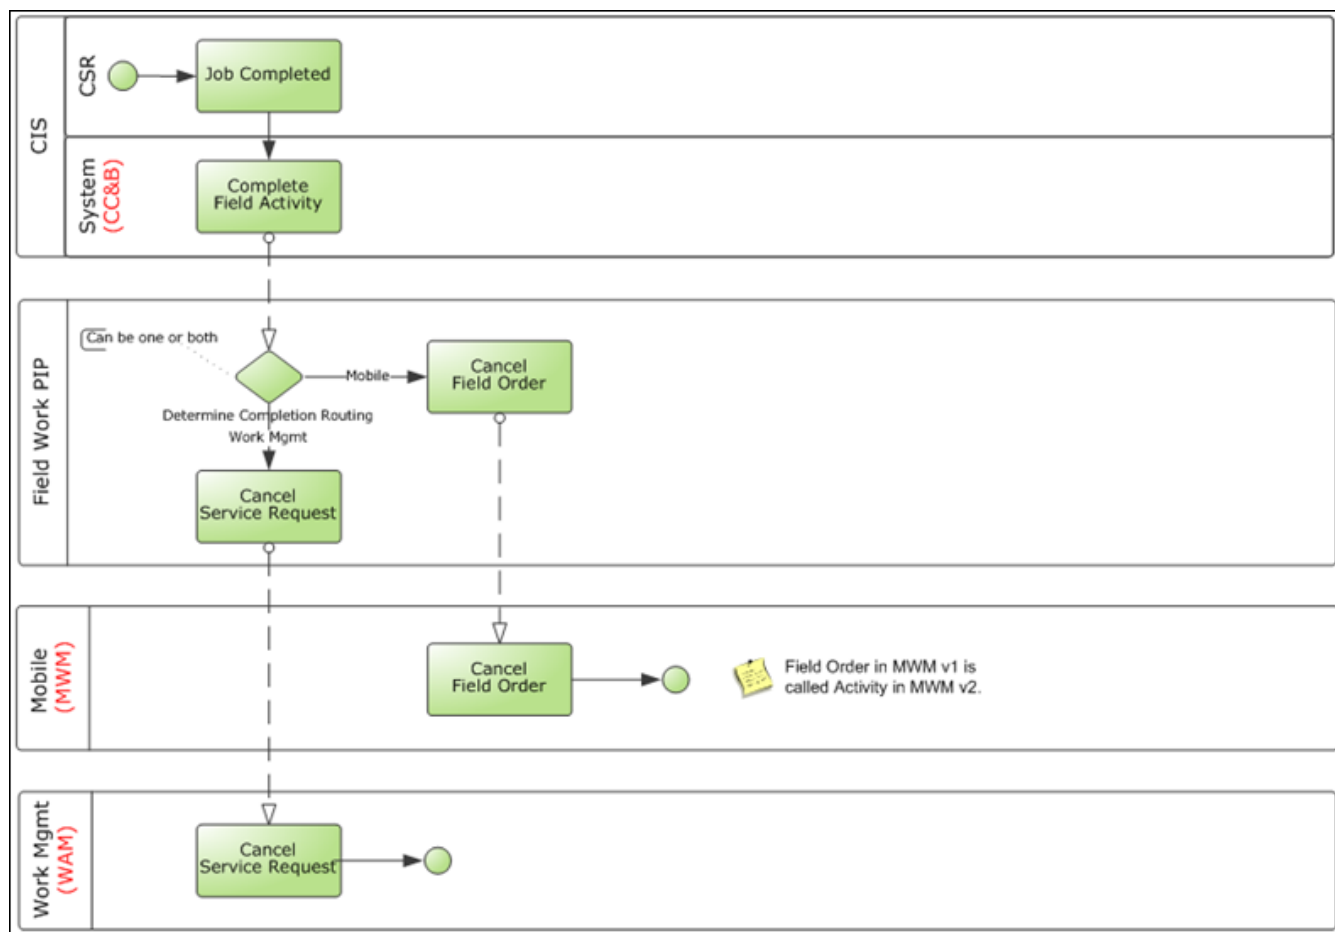 CIS
CSR
Job Completed
System
(CC&B)
Complete
Field Activity
Field Work PIP
Can be one or both
Mobile
Cancel
Field Order
Determine Completion Routing
Work Mgmt
Cancel
Service Request
Mobile
(MWM)
Cancel
Field Order
Field Order in MWM v1 is
called Activity in MWM v2.
Work Mgmt
(WAM)
Cancel
Service Request